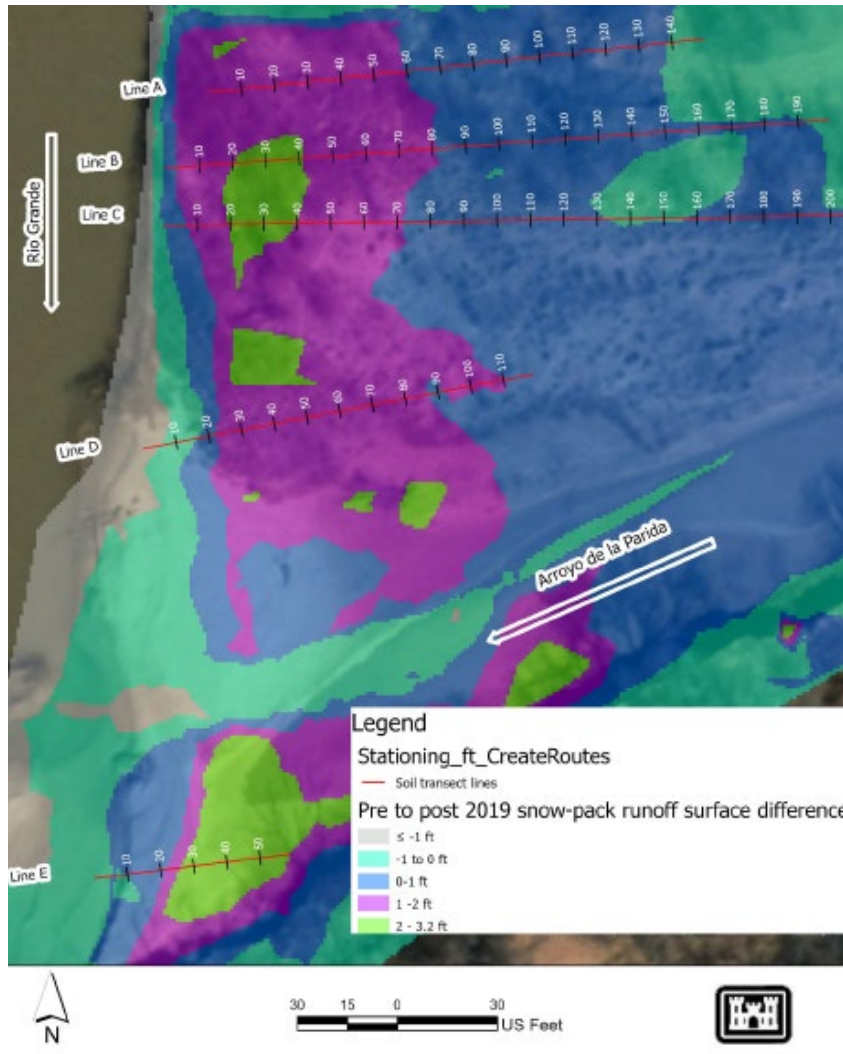 10 20 30 40 50 60 70 80 90 100 110 120 130 140
Line A
10 20 30 40 50 60 70 80 90 100 110 120 130 140 150 160 170 180 190
Line B
Rio Grande
10 20 30 40 50 60 70 80 90 100 110 120 130 140 150 160 170 180 190 200
Line C
10 20 30 40 50 60 70 80 90 100 110
Line D
Arroyo de la Parida
10 20 30 40 50
Line E
Legend
Stationing_ft_CreateRoutes
Soil transect lines
Pre to post 2019 snow-pack runoff surface difference
≤ -1 ft
-1 to 0 ft
0-1 ft
1 -2 ft
2 - 3.2 ft
N
30 15 0 30
US Feet